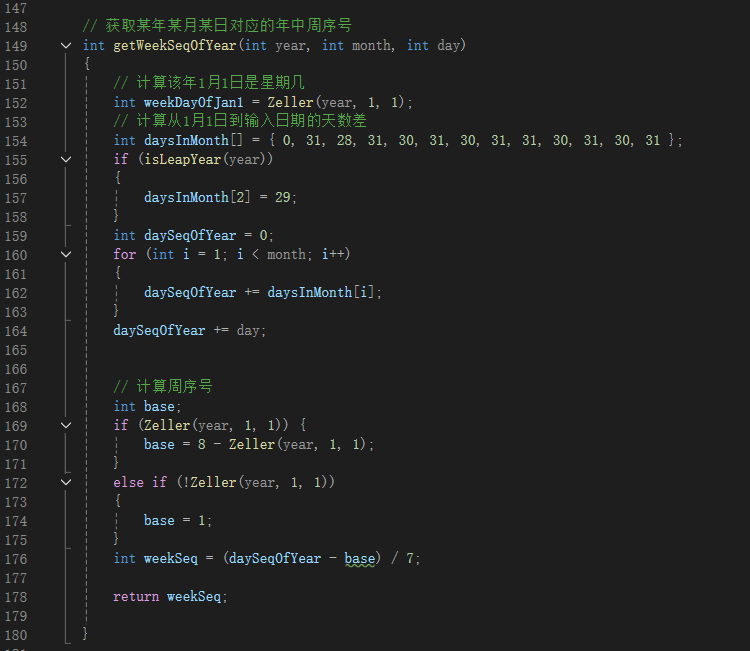 147
148 // 获取某年某月某日对应的年中周序号
149 int getWeekSeqOfYear(int year, int month, int day)
150 {
151 // 计算该年1月1日是星期几
152 int weekDayOfJan1 = Zeller(year, 1, 1);
153 // 计算从1月1日到输入日期的天数差
154 int daysInMonth[] = { 0, 31, 28, 31, 30, 31, 30, 31, 31, 30, 31, 30, 31 };
155 if (isLeapYear(year))
156 {
157 daysInMonth[2] = 29;
158 }
159 int daySeqOfYear = 0;
160 for (int i = 1; i < month; i++)
161 {
162 daySeqOfYear += daysInMonth[i];
163 }
164 daySeqOfYear += day;
165
166
167 // 计算周序号
168 int base;
169 if (Zeller(year, 1, 1)) {
170 base = 8 - Zeller(year, 1, 1);
171 }
172 else if (!Zeller(year, 1, 1))
173 {
174 base = 1;
175 }
176 int weekSeq = (daySeqOfYear - base) / 7;
177
178 return weekSeq;
179
180 }